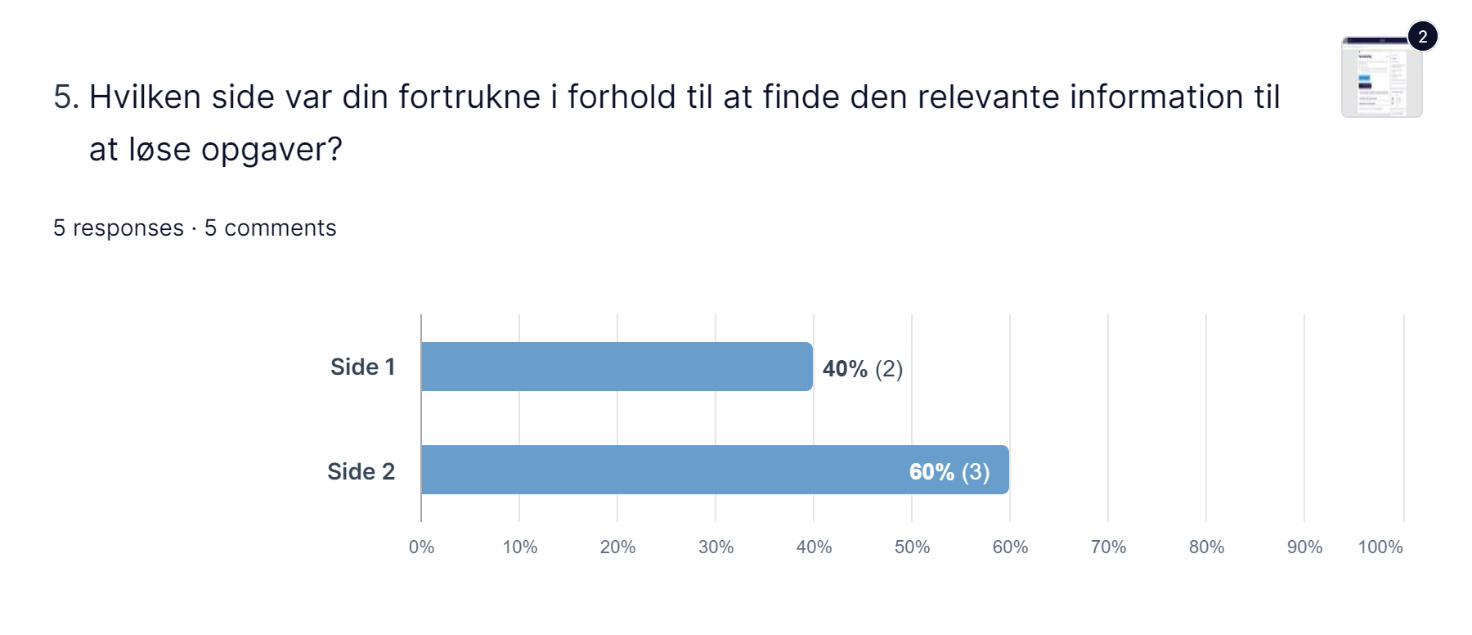 2
5. Hvilken side var din fortrukne i forhold til at finde den relevante information til
at løse opgaver?
5 responses · 5 comments
Side 1
40% (2)
Side 2
60% (3)
0% 10% 20% 30% 40% 50% 60% 70% 80% 90% 100%